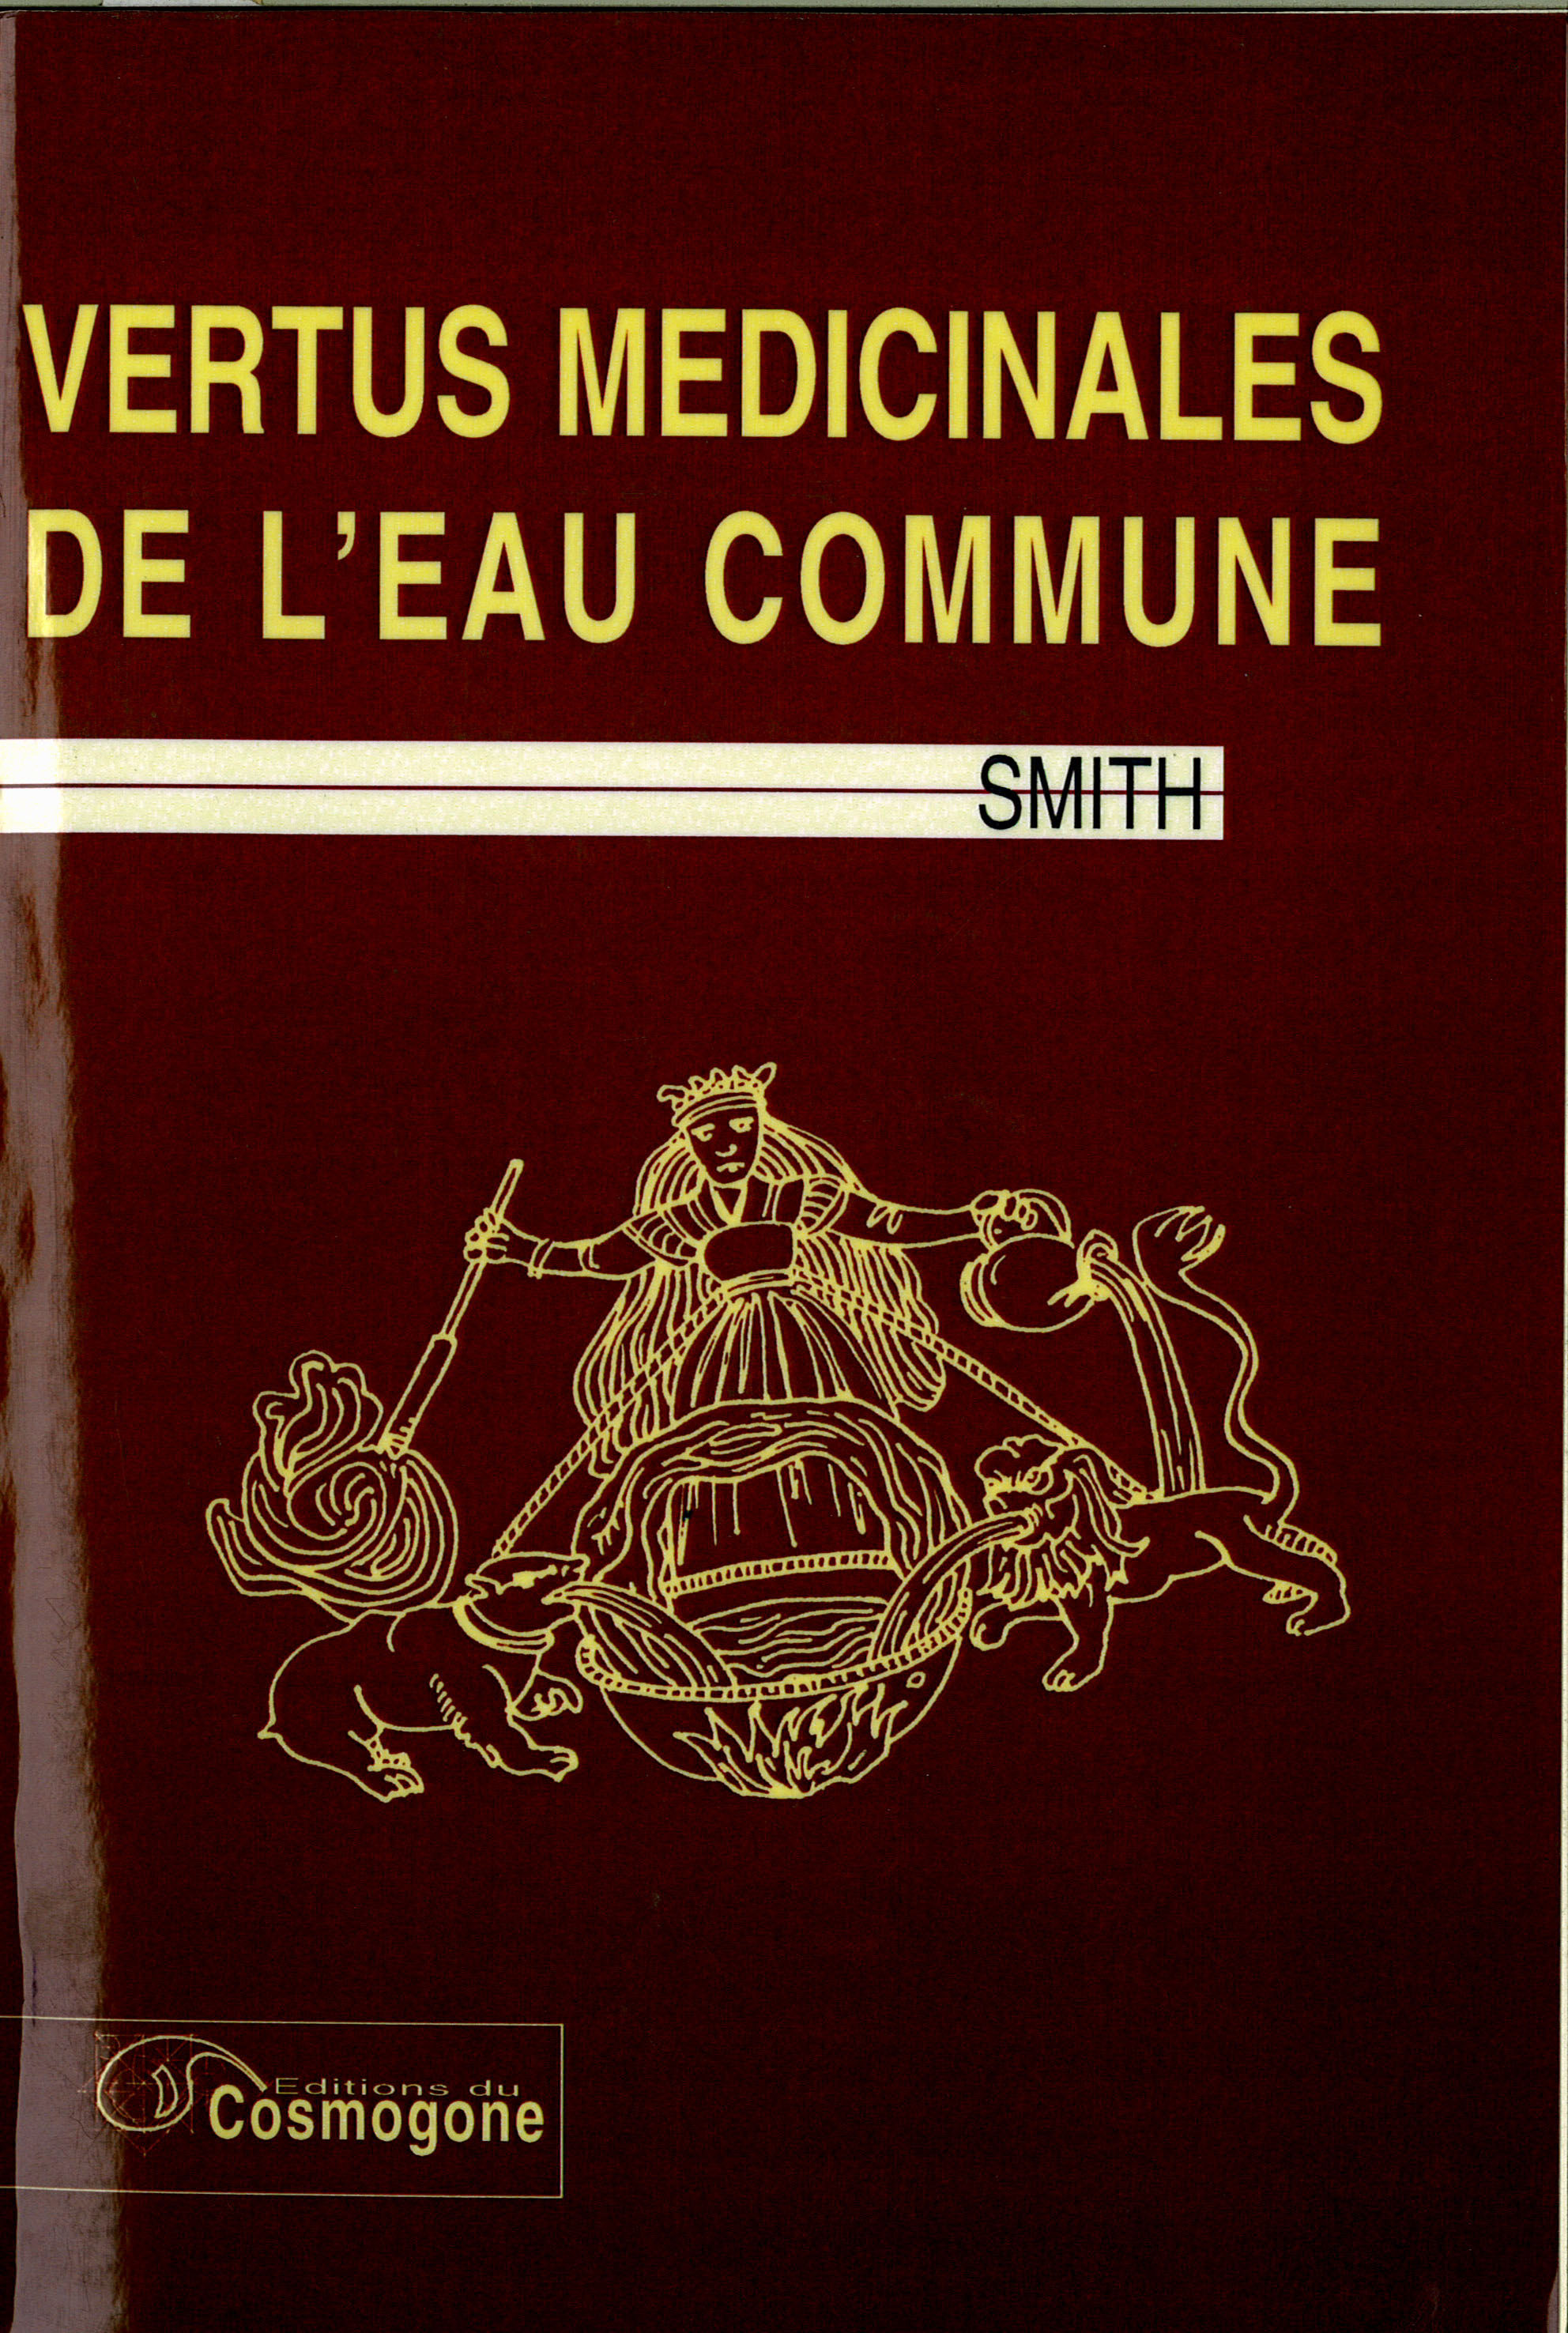 VERTUS MEDICINALES
DE L'EAU COMMUNE
SMITH
Editions du
Cosmogone